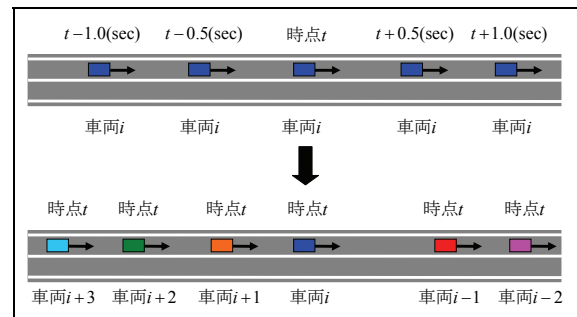 t－1.0(sec) t－0.5(sec) 時点t t＋0.5(sec) t＋1.0(sec)
車両i 車両i 車両i 車両i 車両i
時点t 時点t 時点t 時点t 時点t 時点t
車両i＋3 車両i＋2 車両i＋1 車両i 車両i－1 車両i－2